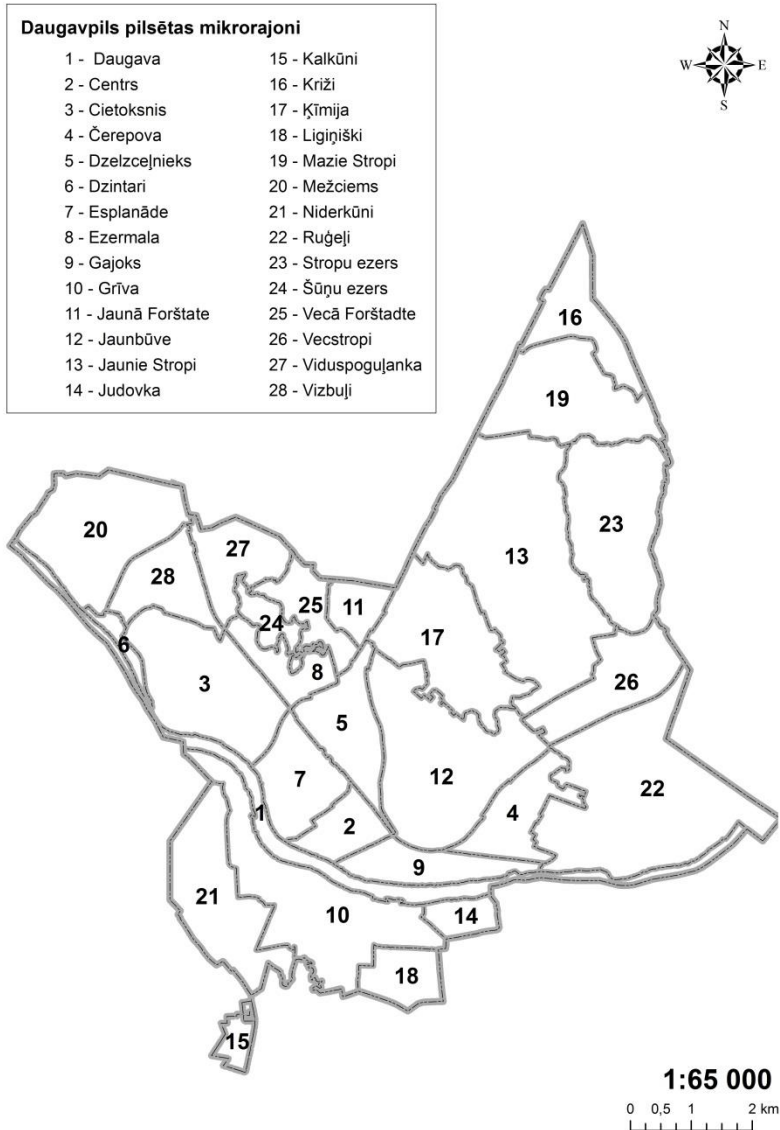 Daugavpils pilsētas mikrorajoni
1 - Daugava
2 - Centrs
3 - Cietoksnis
4 - Čerepova
5 - Dzelzceļnieks
6 - Dzintari
7 - Esplanāde
8 - Ezermala
9 - Gajoks
10 - Grīva
11 - Jaunā Forštate
12 - Jaunbūve
13 - Jaunie Stropi
14 - Judovka
15 - Kalkūni
16 - Križi
17 - Ķīmija
18 - Ligiņiški
19 - Mazie Stropi
20 - Mežciems
21 - Niderkūni
22 - Ruģeļi
23 - Stropu ezers
24 - Šūņu ezers
25 - Vecā Forštadte
26 - Vecstropi
27 - Viduspoguļanka
28 - Vizbuļi
N
W E
S
16
19
20
23
27
13
28
25
11
24
17
6
8
3
26
5
7
12
22
1
2
4
9
21
10
14
18
15
1:65 000
0 0,5 1 2 km